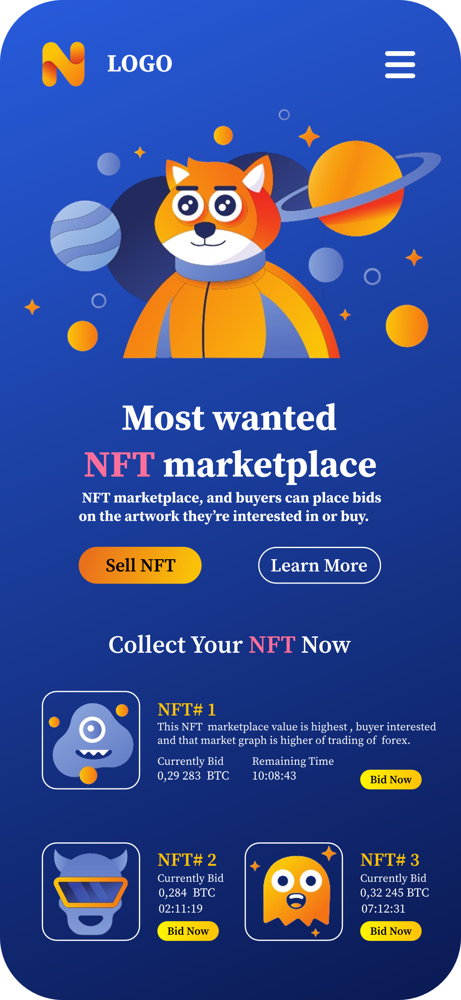 LOGO
Most wanted
NFT marketplace
NFT marketplace, and buyers can place bids
on the artwork they’re interested in or buy.
Sell NFT
Learn More
Collect Your NFT Now
NFT# 1
This NFT  marketplace value is highest , buyer interested
and that market graph is higher of trading of  forex.
Currently Bid
0,29 283  BTC
Remaining Time
10:08:43
Bid Now
NFT# 2
Currently Bid
0,284  BTC
02:11:19
Bid Now
NFT# 3
Currently Bid
0,32 245 BTC
07:12:31
Bid Now